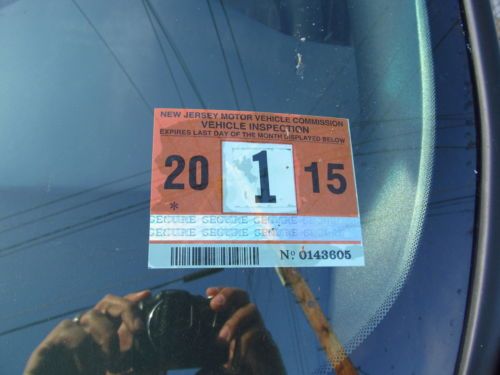 NEW JERSEY MOTOR VEHICLE COMMISSION
VEHICLE INSPECTION
EXPIRES LAST DAY OF THE MONTH DISPLAYED BELOW
20 1 15
*
SECURE SECURE SECURE SECURE
SECURE SECURE SECURE SECURE
Nº 0143605